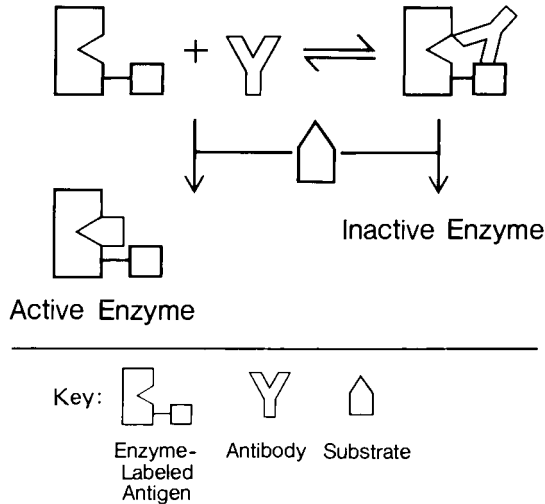 +
Inactive Enzyme
Active Enzyme
Key:
Enzyme-
Labeled
Antigen
Antibody
Substrate